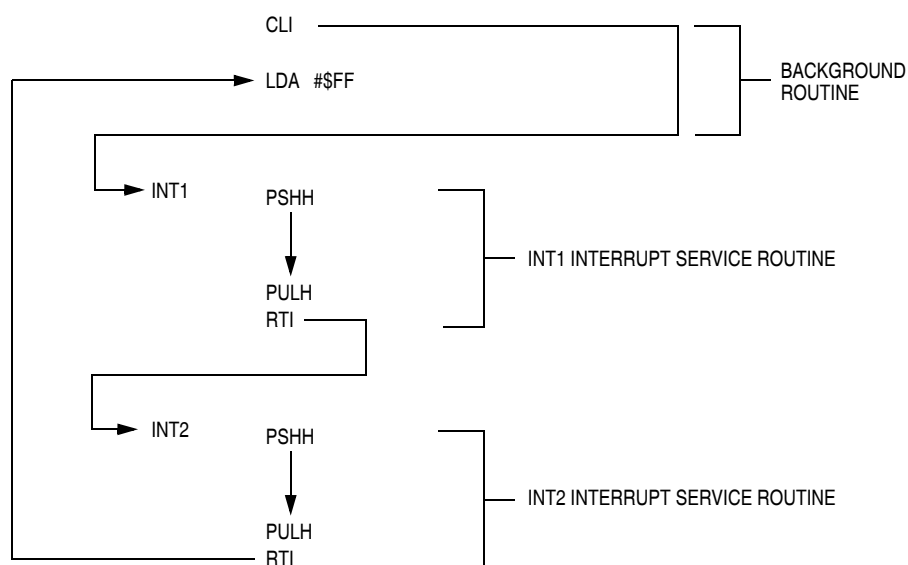 CLI
LDA #$FF
BACKGROUND
ROUTINE
INT1
PSHH
INT1 INTERRUPT SERVICE ROUTINE
PULH
RTI
INT2
PSHH
INT2 INTERRUPT SERVICE ROUTINE
PULH
RTI